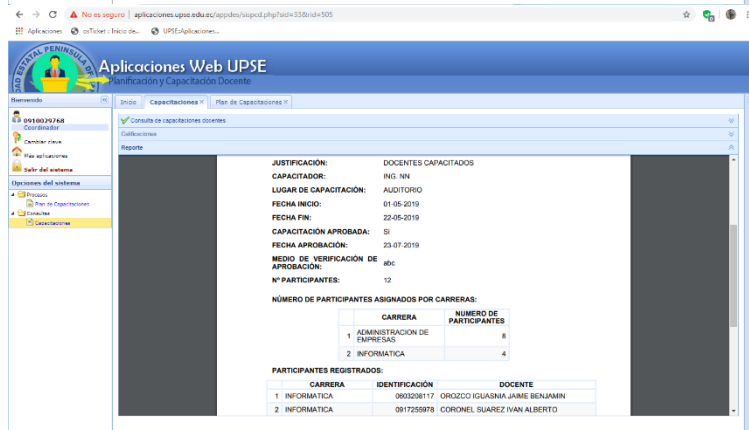 No es seguro | aplicaciones.upse.edu.ec/appdes/sispcd.php?sid=33&trid=505
Aplicaciones osTicket :: Inicio de... UPSE:Aplicaciones...
Aplicaciones Web UPSE
Planificación y Capacitación Docente
Bienvenido
0910029768
Coordinador
Cambiar clave
Más aplicaciones
Salir del sistema
Opciones del sistema
Procesos
Plan de Capacitaciones
Consultas
Capacitaciones
Inicio Capacitaciones × Plan de Capacitaciones ×
Consulta de capacitaciones docentes
Calificaciones
Reporte
JUSTIFICACIÓN: DOCENTES CAPACITADOS
CAPACITADOR: ING. NN
LUGAR DE CAPACITACIÓN: AUDITORIO
FECHA INICIO: 01-05-2019
FECHA FIN: 22-05-2019
CAPACITACIÓN APROBADA: Si
FECHA APROBACIÓN: 23-07-2019
MEDIO DE VERIFICACIÓN DE APROBACIÓN: abc
Nº PARTICIPANTES: 12
NÚMERO DE PARTICIPANTES ASIGNADOS POR CARRERAS:
CARRERA NUMERO DE PARTICIPANTES
1 ADMINISTRACION DE EMPRESAS 8
2 INFORMATICA 4
PARTICIPANTES REGISTRADOS:
CARRERA IDENTIFICACIÓN DOCENTE
1 INFORMATICA 0603208117 OROZCO IGUASNIA JAIME BENJAMIN
2 INFORMATICA 0917255978 CORONEL SUAREZ IVAN ALBERTO